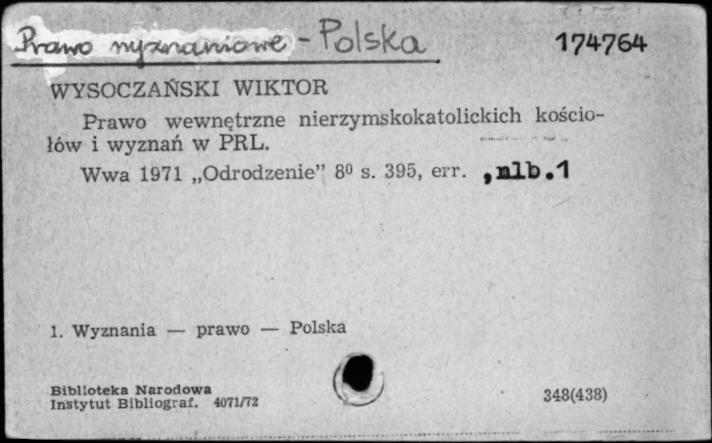 Prawo wyznaniowe - Polska 174764
WYSOCZAŃSKI WIKTOR
Prawo wewnętrzne nierzymskokatolickich kościo-
łów i wyznań w PRL.
Wwa 1971 „Odrodzenie” 8⁰ s. 395, err. ,nlb.1
1. Wyznania — prawo — Polska
Biblioteka Narodowa
Instytut Bibliograf. 4071/72
348(438)